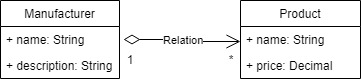 Manufacturer
+ name: String
+ description: String
Relation
1
*
Product
+ name: String
+ price: Decimal